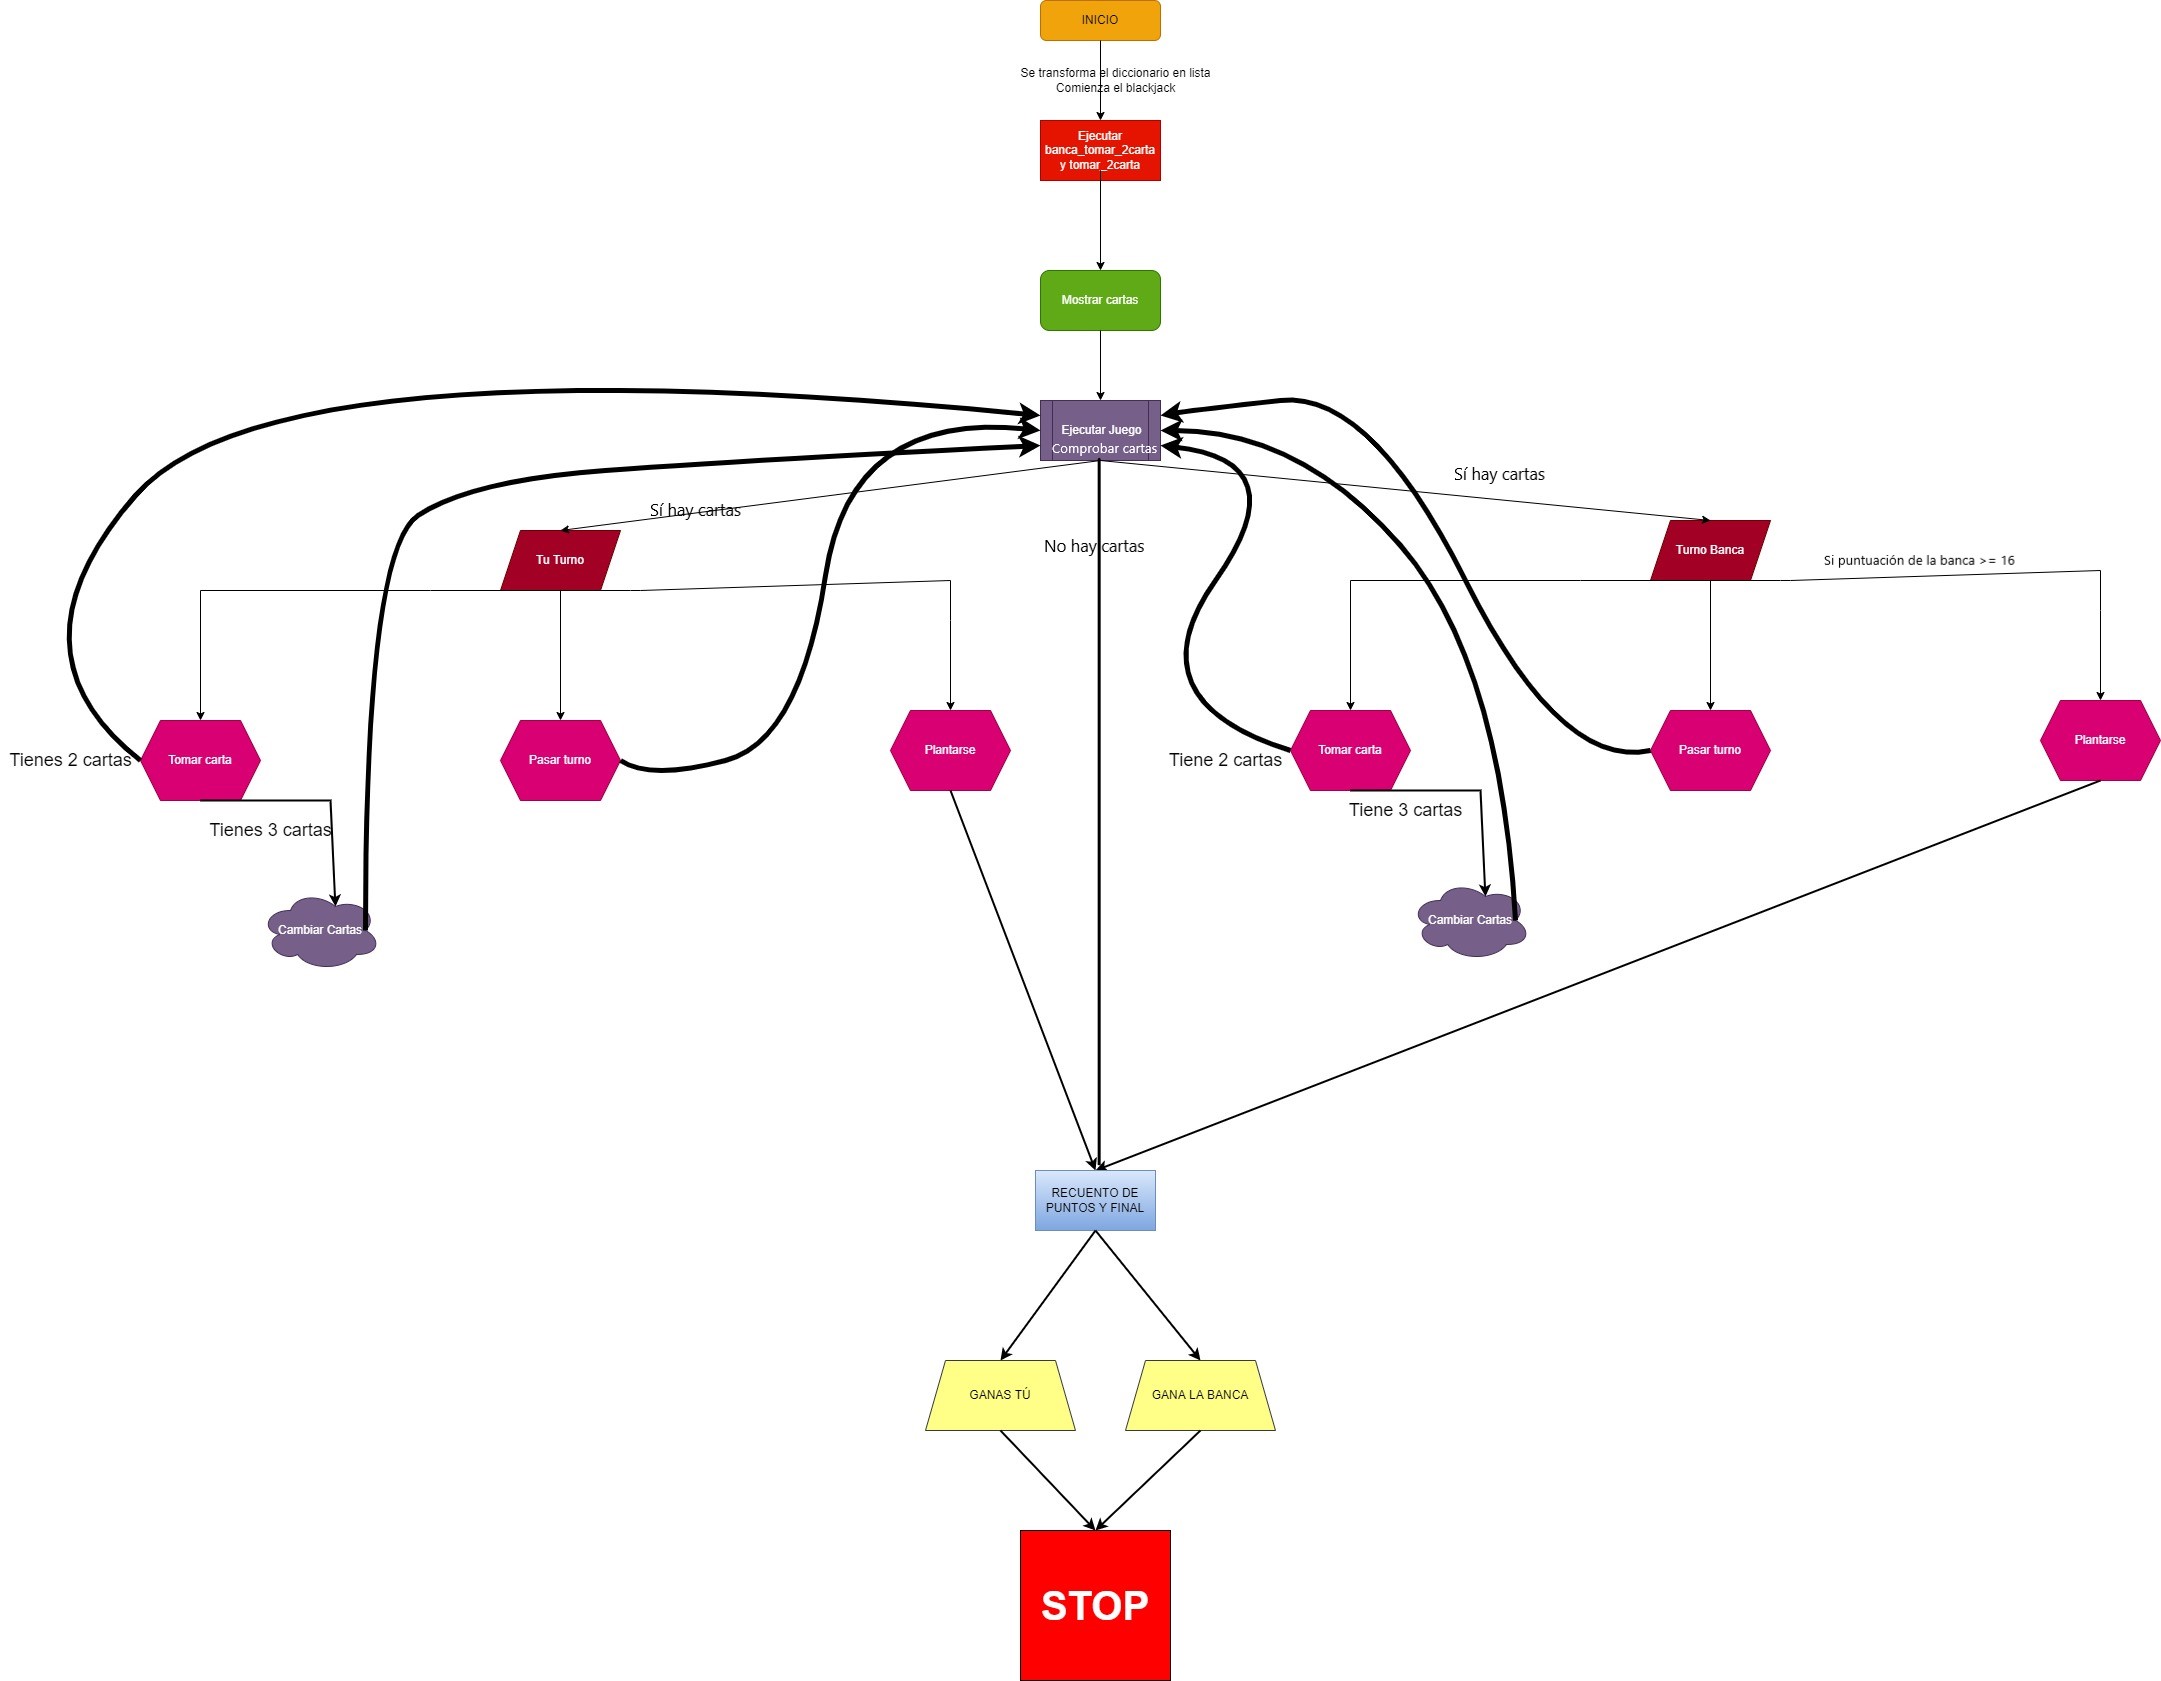 INICIO
Se transforma el diccionario en lista
Comienza el blackjack
Ejecutar
banca_tomar_2carta
y tomar_2carta
Mostrar cartas
Ejecutar Juego
Comprobar cartas
Sí hay cartas
Sí hay cartas
No hay cartas
Tu Turno
Turno Banca
Si puntuación de la banca >= 16
Tienes 2 cartas
Tomar carta
Pasar turno
Plantarse
Tiene 2 cartas
Tomar carta
Pasar turno
Plantarse
Tienes 3 cartas
Tiene 3 cartas
Cambiar Cartas
Cambiar Cartas
RECUENTO DE
PUNTOS Y FINAL
GANAS TÚ
GANA LA BANCA
STOP